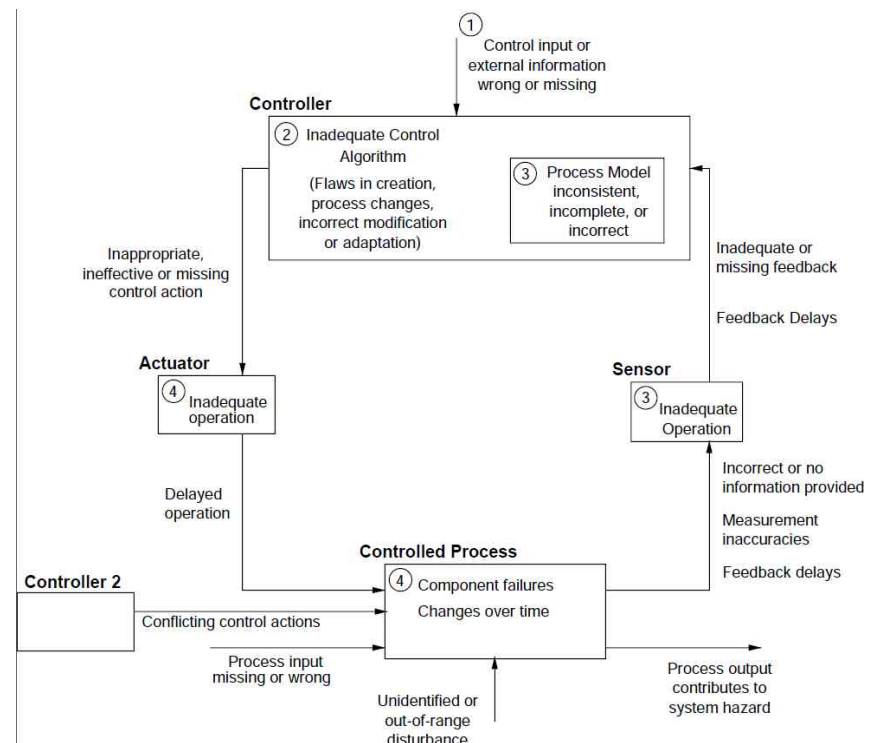 1
Control input or
external information
wrong or missing
Controller
2 Inadequate Control
Algorithm
(Flaws in creation,
process changes,
incorrect modification
or adaptation)
3 Process Model
inconsistent,
incomplete, or
incorrect
Inappropriate,
ineffective or missing
control action
Inadequate or
missing feedback
Feedback Delays
Actuator
4 Inadequate
operation
Sensor
3 Inadequate
Operation
Delayed
operation
Incorrect or no
information provided
Measurement
inaccuracies
Feedback delays
Controlled Process
4 Component failures
Changes over time
Controller 2
Conflicting control actions
Process input
missing or wrong
Unidentified or
out-of-range
disturbance
Process output
contributes to
system hazard